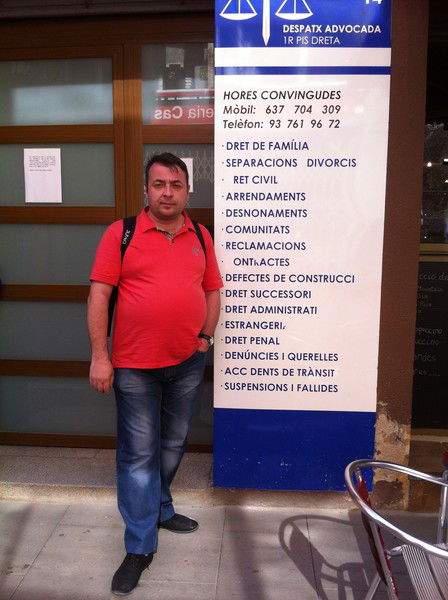 14
DESPATX ADVOCADA
1R PIS DRETA
HORES CONVINGUDES
Mòbil: 637 704 309
Telèfon: 93 761 96 72
· DRET DE FAMÍLIA
· SEPARACIONS DIVORCIS
· RET CIVIL
· ARRENDAMENTS
· DESNONAMENTS
· COMUNITATS
· RECLAMACIONS
· ONTRACTES
· DEFECTES DE CONSTRUCCI
· DRET SUCCESSORI
· DRET ADMINISTRATI
· ESTRANGERI
· DRET PENAL
· DENÚNCIES I QUERELLES
· ACC DENTS DE TRÀNSIT
· SUSPENSIONS I FALLIDES